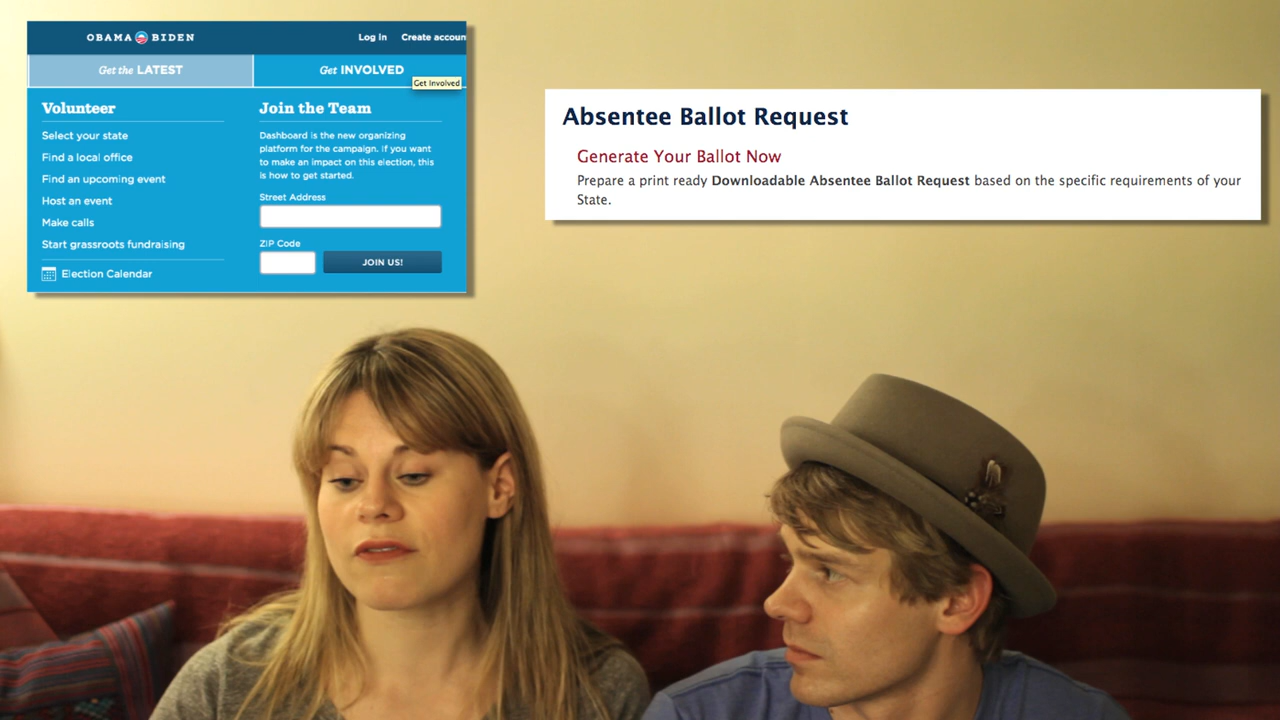 OBAMA BIDEN
Log in
Create accoun
Get the LATEST
Get INVOLVED
Get Involved
Volunteer
Select your state
Find a local office
Find an upcoming event
Host an event
Make calls
Start grassroots fundraising
Election Calendar
Join the Team
Dashboard is the new organizing
platform for the campaign. If you want
to make an impact on this election, this
is how to get started.
Street Address
ZIP Code
JOIN US!
Absentee Ballot Request
Generate Your Ballot Now
Prepare a print ready Downloadable Absentee Ballot Request based on the specific requirements of your
State.